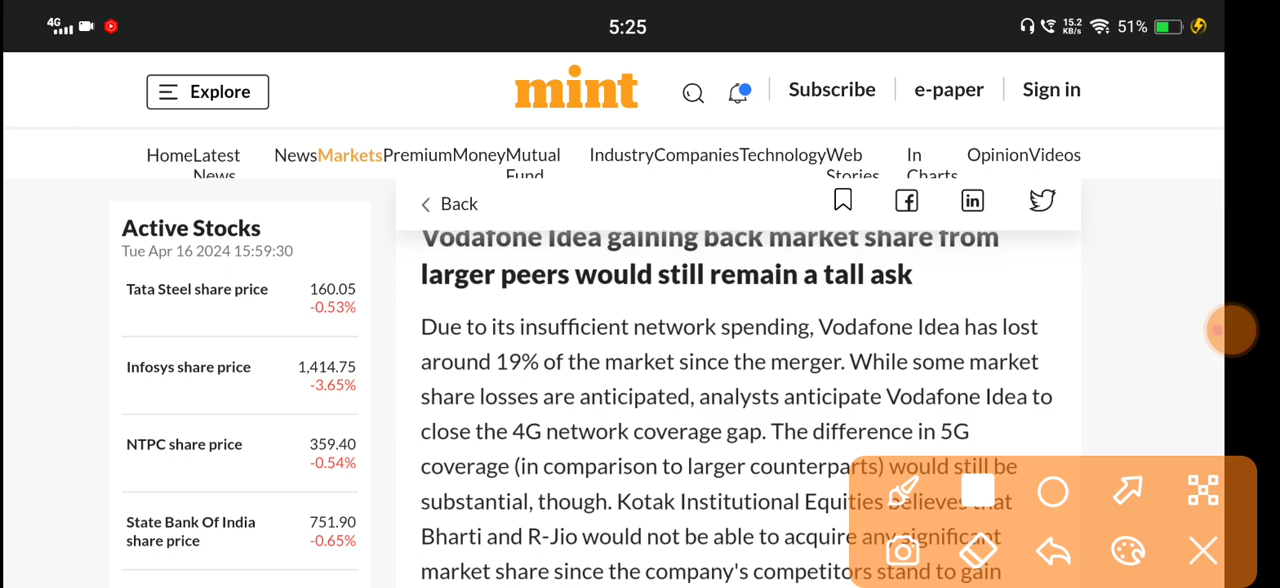 4G 5:25 15.2 KB/s 51%
Explore mint Subscribe e-paper Sign in
Home Latest News News Markets Premium Money Mutual Fund Industry Companies Technology Web Stories In Charts Opinion Videos
Active Stocks
Tue Apr 16 2024 15:59:30
Tata Steel share price 160.05
-0.53%
Infosys share price 1,414.75
-3.65%
NTPC share price 359.40
-0.54%
State Bank Of India 751.90
share price -0.65%
Back
Vodafone Idea gaining back market share from
larger peers would still remain a tall ask
Due to its insufficient network spending, Vodafone Idea has lost
around 19% of the market since the merger. While some market
share losses are anticipated, analysts anticipate Vodafone Idea to
close the 4G network coverage gap. The difference in 5G
coverage (in comparison to larger counterparts) would still be
substantial, though. Kotak Institutional Equities believes that
Bharti and R-Jio would not be able to acquire any significant
market share since the company's competitors stand to gain